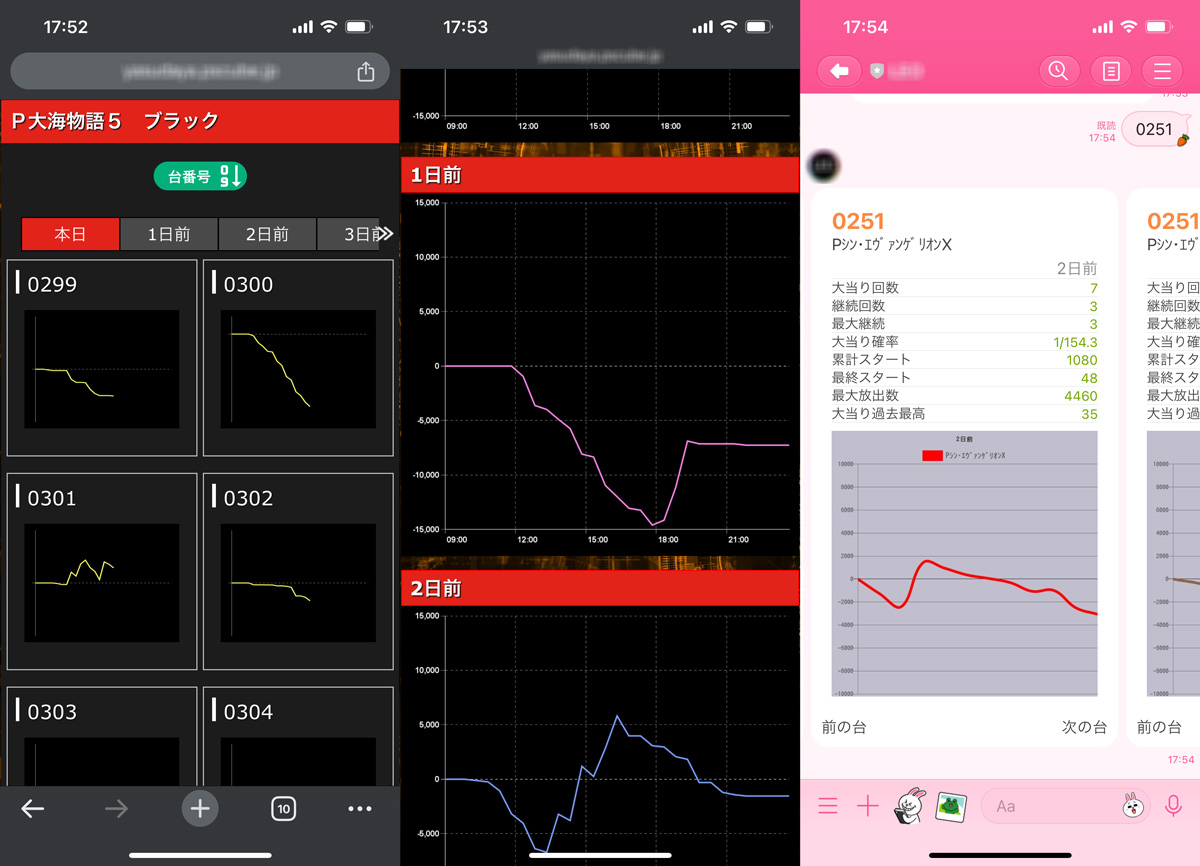 17:52
P大海物語５　ブラック
台番号 0 9
本日
1日前
2日前
3日前
0299
0300
0301
0302
0303
0304
10
17:53
-15,000
09:00
12:00
15:00
18:00
21:00
1日前
15,000
10,000
5,000
0
-5,000
-10,000
-15,000
09:00
12:00
15:00
18:00
21:00
2日前
15,000
10,000
5,000
0
-5,000
17:54
既読
17:54
0251
0251
Pｼﾝ･ｴｳﾞｧﾝｹﾞﾘｵﾝX
2日前
大当り回数 7
継続回数 3
最大継続 3
大当り確率 1/154.3
累計スタート 1080
最終スタート 48
最大放出数 4460
大当り過去最高 35
2日前
Pｼﾝ･ｴｳﾞｧﾝｹﾞﾘｵﾝX
10000
8000
6000
4000
2000
0
-2000
-4000
-6000
-8000
-10000
前の台
次の台
0251
Pｼﾝ･ｴｳﾞ
大当り回
継続回数
最大継続
大当り確
累計スタ
最終スタ
最大放出
大当り過
10000
8000
6000
4000
2000
0
-2000
-4000
-6000
-8000
-10000
前の台
17:54
Aa